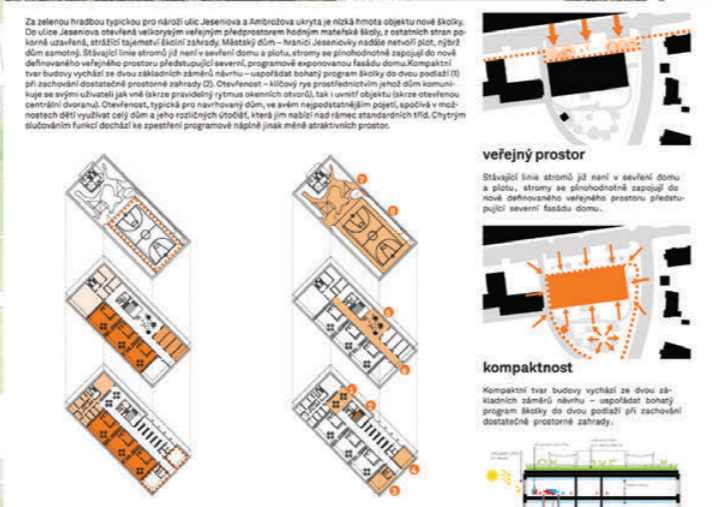 Za zelenou hradbou typickou pro nároží ulic Jeseniova a Ambrožova ukryta je nízká hmota objektu nové školky.
Do ulice Jeseniova otevřená velkorysým veřejným předprostorem hodným mateřské školy, z ostatních stran po-
korně uzavřená, strážící tajemství školní zahrady. Městský dům – hranici Jeseniovky nadále netvoří plot, nýbrž
dům samotný. Stávající linie stromů již není v sevření domu a plotu, stromy se plnohodnotně zapojují do nově
definovaného veřejného prostoru předstupující severní, programově exponovanou fasádu domu.Kompaktní
tvar budovy vychází ze dvou základních záměrů návrhu – uspořádat bohatý program školky do dvou podlaží (1)
při zachování dostatečně prostorné zahrady (2). Otevřenost – klíčový rys prostřednictvím jehož dům komuni-
kuje se svými uživateli jak vně (skrze pravidelný rytmus okenních otvorů), tak i uvnitř objektu (skrze otevřenou
centrální dvoranu). Otevřenost, typická pro navrhovaný dům, ve svém nejpodstatnějším pojetí, spočívá v mož-
nostech dětí využívat celý dům a jeho rozličných útočišť, která jim nabízí nad rámec standardních tříd. Chytrým
slučováním funkcí dochází ke zpestření programové náplně jinak méně atraktivních prostor.
veřejný prostor
Stávající linie stromů již není v sevření domu
a plotu, stromy se plnohodnotně zapojují do
nově definovaného veřejného prostoru předstu-
pující severní fasádu domu.
kompaktnost
Kompaktní tvar budovy vychází ze dvou zá-
kladních záměrů návrhu – uspořádat bohatý
program školky do dvou podlaží při zachování
dostatečně prostorné zahrady.
7
5
6
1
2
4
3